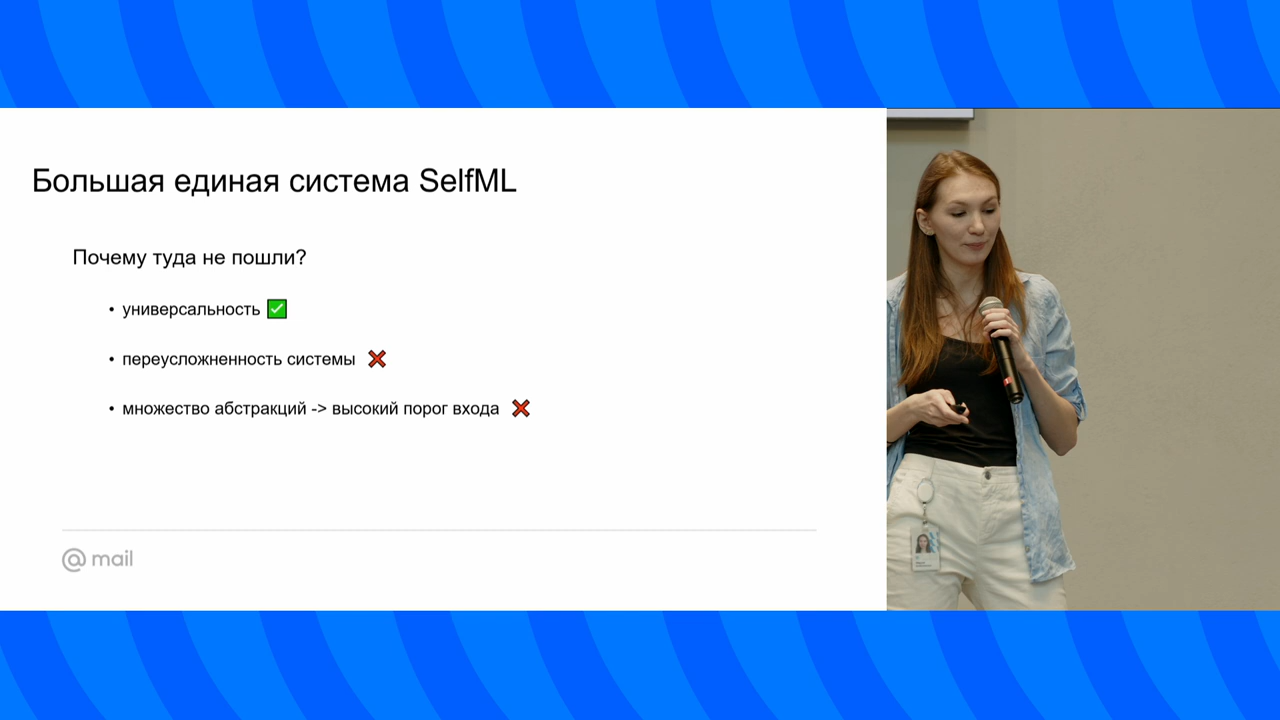 Большая единая система SelfML
Почему туда не пошли?
• универсальность ✅
• переусложненность системы ❌
• множество абстракций -> высокий порог входа ❌
@mail